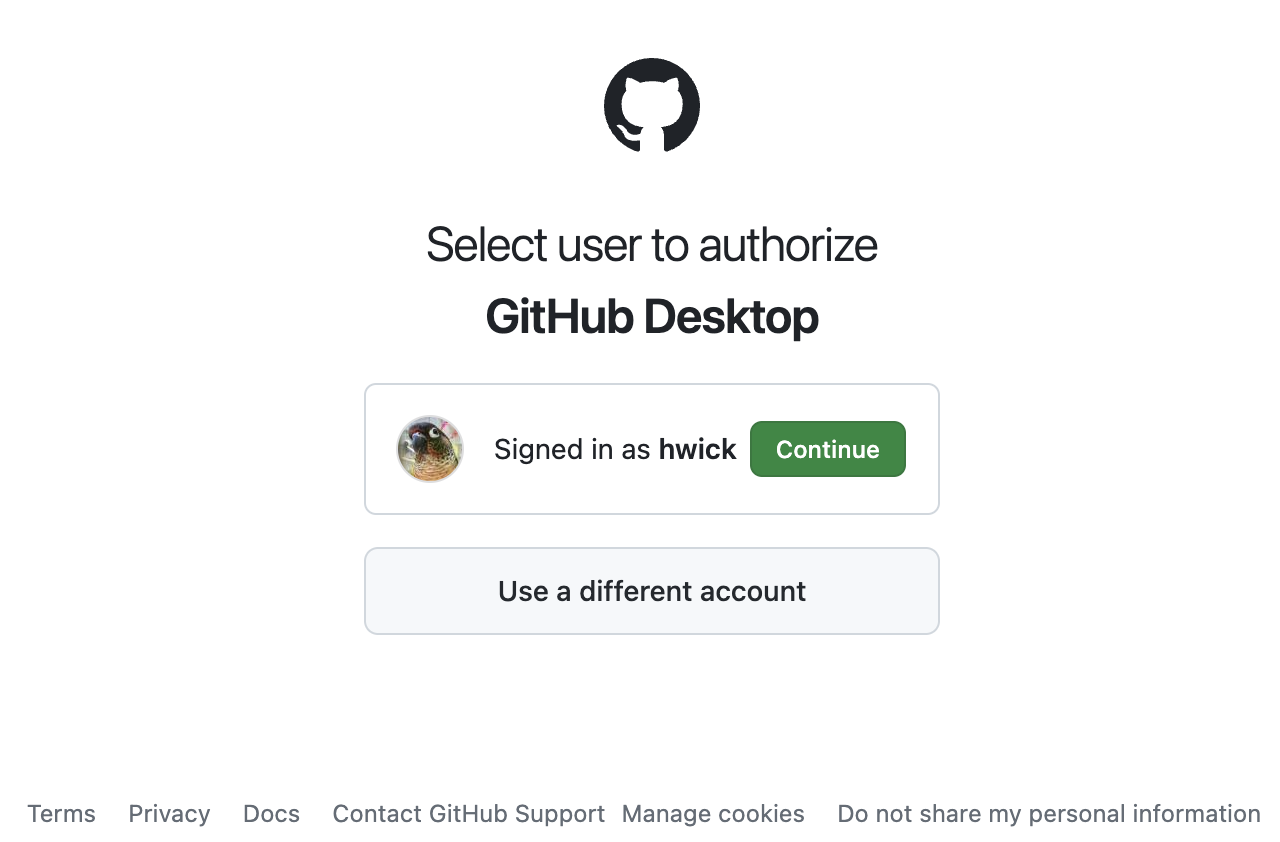 Select user to authorize
GitHub Desktop
Signed in as hwick Continue
Use a different account
Terms Privacy Docs Contact GitHub Support Manage cookies Do not share my personal information